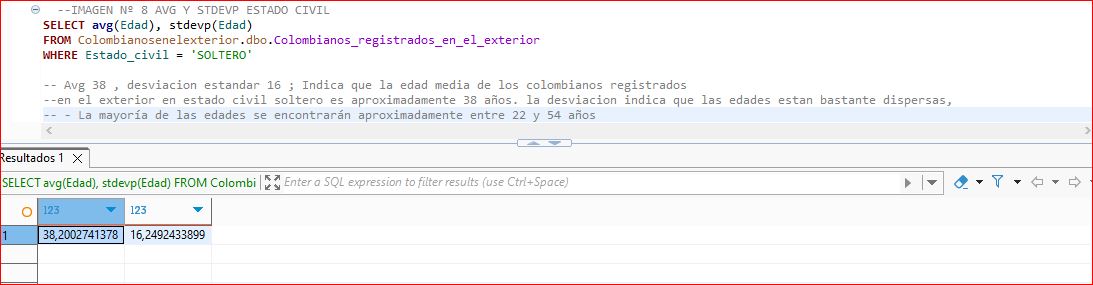 --IMAGEN Nº 8 AVG Y STDEVP ESTADO CIVIL
SELECT avg(Edad), stdevp(Edad)
FROM Colombianosenelexterior.dbo.Colombianos_registrados_en_el_exterior
WHERE Estado_civil = 'SOLTERO'
-- Avg 38 , desviacion estandar 16 ; Indica que la edad media de los colombianos registrados
--en el exterior en estado civil soltero es aproximadamente 38 años. la desviacion indica que las edades estan bastante dispersas,
-- - La mayoría de las edades se encontrarán aproximadamente entre 22 y 54 años
Resultados 1
SELECT avg(Edad), stdevp(Edad) FROM Colombi
Enter a SQL expression to filter results (use Ctrl+Space)
123 123
1 38,2002741378 16,2492433899